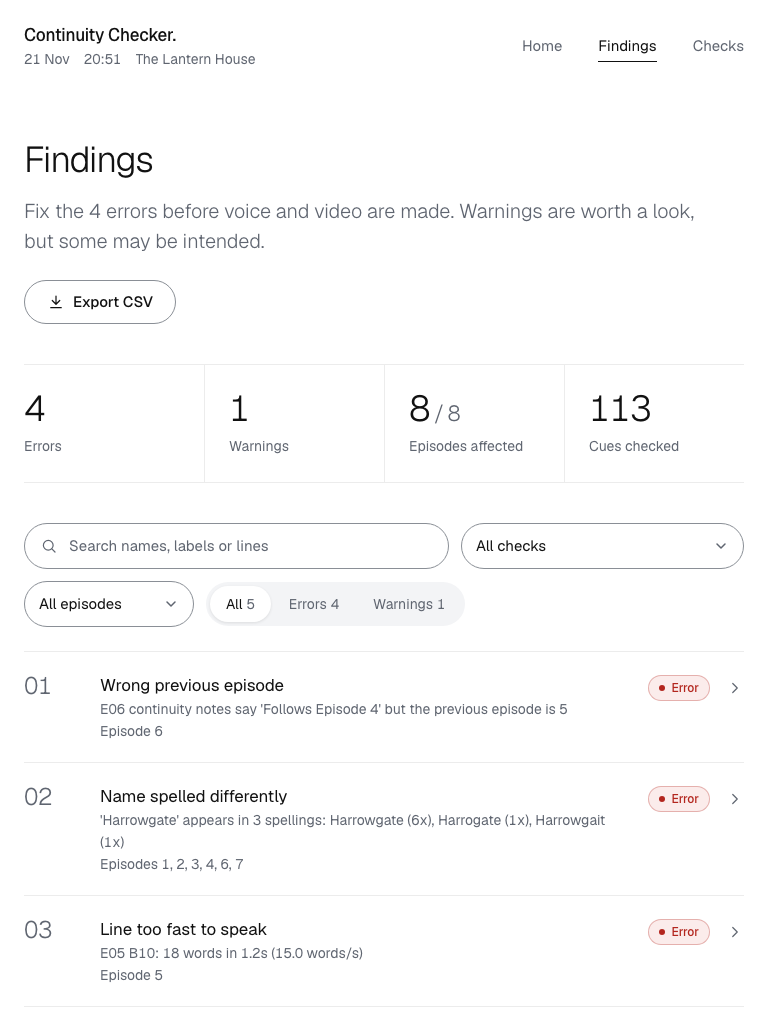 Continuity Checker.
21 Nov 20:51 The Lantern House
Home Findings Checks
Findings
Fix the 4 errors before voice and video are made. Warnings are worth a look,
but some may be intended.
Export CSV
4
Errors
1
Warnings
8 / 8
Episodes affected
113
Cues checked
Search names, labels or lines
All checks
All episodes
All 5
Errors 4
Warnings 1
01
Wrong previous episode
E06 continuity notes say 'Follows Episode 4' but the previous episode is 5
Episode 6
Error
02
Name spelled differently
'Harrowgate' appears in 3 spellings: Harrowgate (6x), Harrogate (1x), Harrowgait
(1x)
Episodes 1, 2, 3, 4, 6, 7
Error
03
Line too fast to speak
E05 B10: 18 words in 1.2s (15.0 words/s)
Episode 5
Error